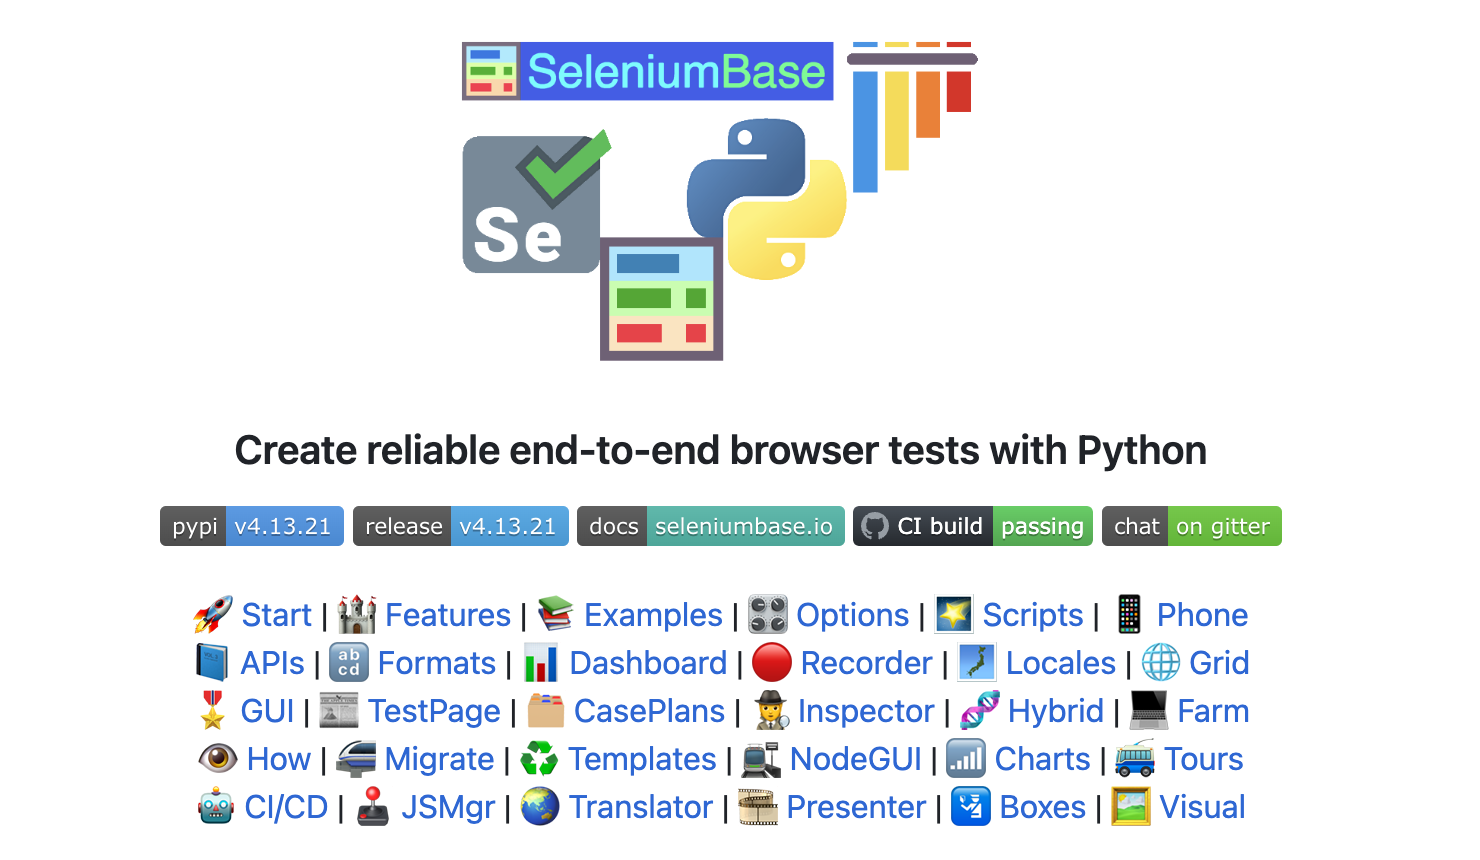 SeleniumBase
Se
Create reliable end-to-end browser tests with Python
pypi v4.13.21 release v4.13.21 docs seleniumbase.io CI build passing chat on gitter
Start | Features | Examples | Options | Scripts | Phone
APIs | abcd Formats | Dashboard | Recorder | Locales | Grid
GUI | TestPage | CasePlans | Inspector | Hybrid | Farm
How | Migrate | Templates | NodeGUI | Charts | Tours
CI/CD | JSMgr | Translator | Presenter | Boxes | Visual